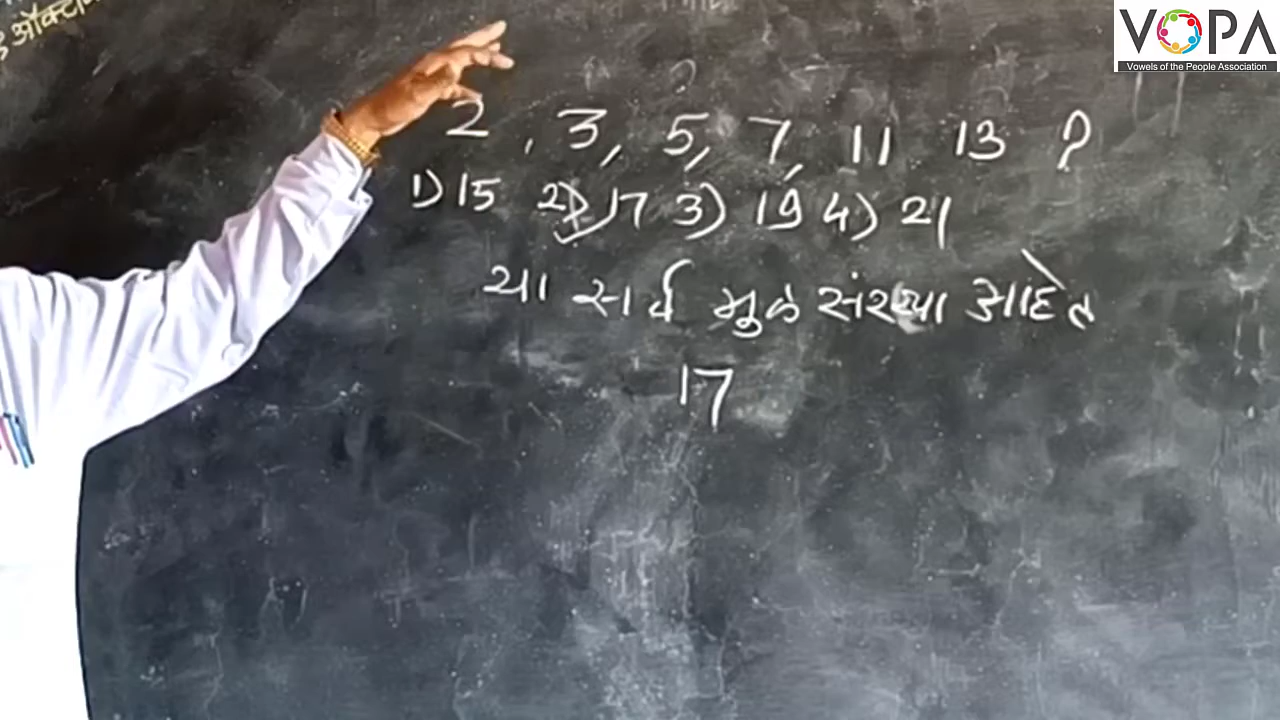 ऑक्टो
VOPA
Vowels of the People Association
2, 3, 5, 7, 11 13 ?
1) 15 2) 17 3) 19 4) 21
या सर्व मुळ संख्या आहेत
17